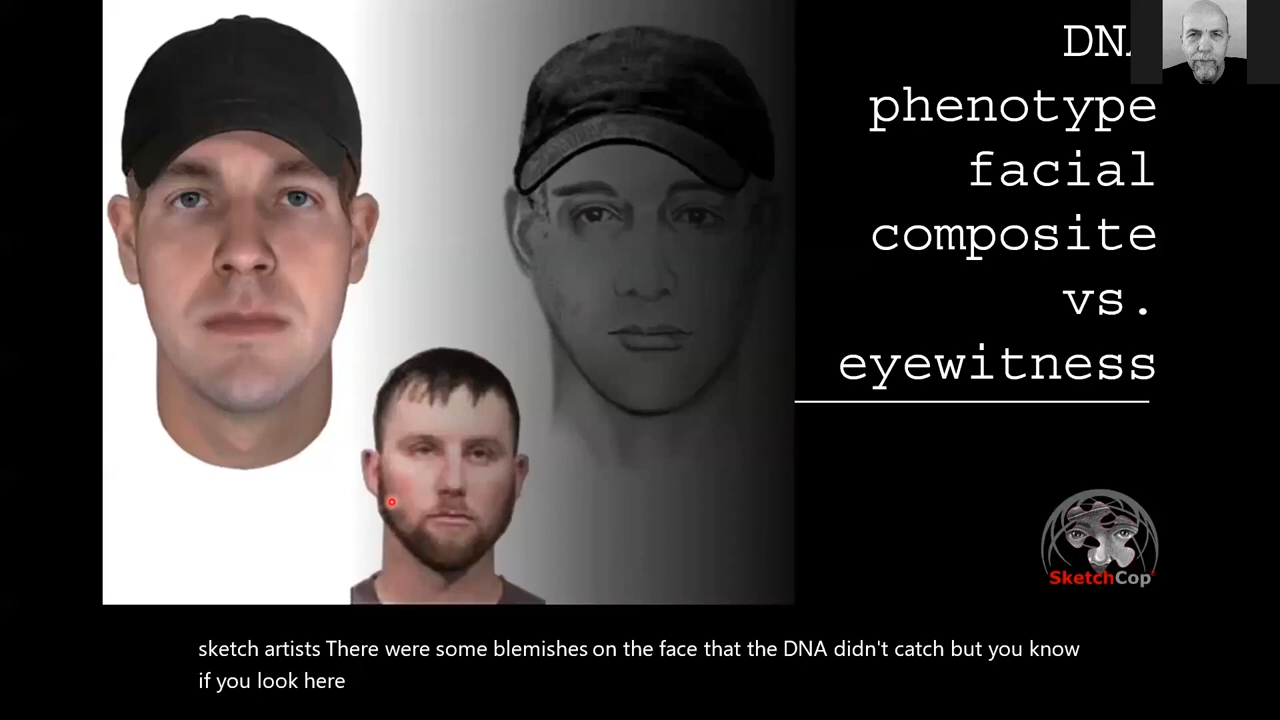 DN
phenotype
facial
composite
vs.
eyewitness
SketchCop
sketch artists There were some blemishes on the face that the DNA didn't catch but you know
if you look here